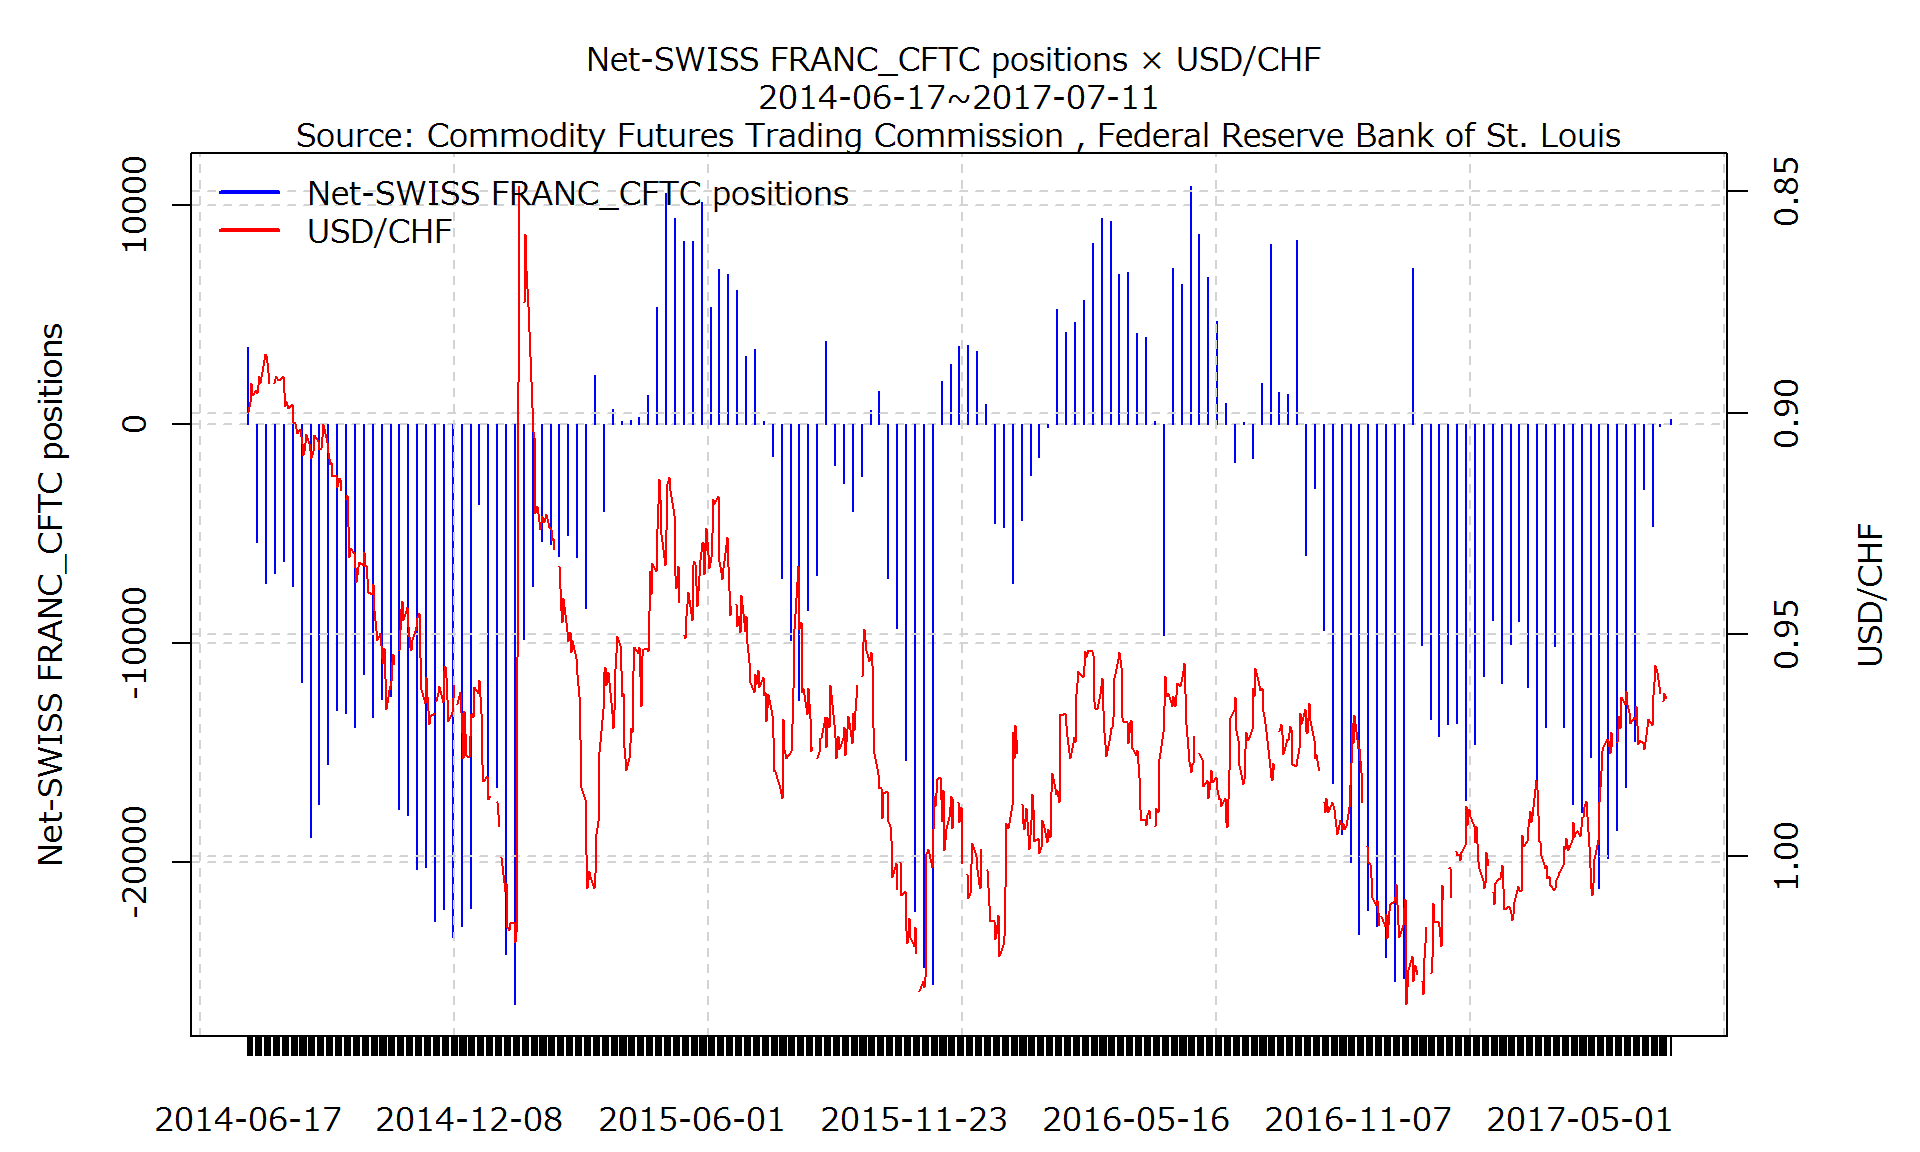 Net-SWISS FRANC_CFTC positions × USD/CHF
2014-06-17~2017-07-11
Source: Commodity Futures Trading Commission , Federal Reserve Bank of St. Louis
Net-SWISS FRANC_CFTC positions
USD/CHF
Net-SWISS FRANC_CFTC positions
10000
0
-10000
-20000
0.85
0.90
0.95
1.00
USD/CHF
2014-06-17
2014-12-08
2015-06-01
2015-11-23
2016-05-16
2016-11-07
2017-05-01